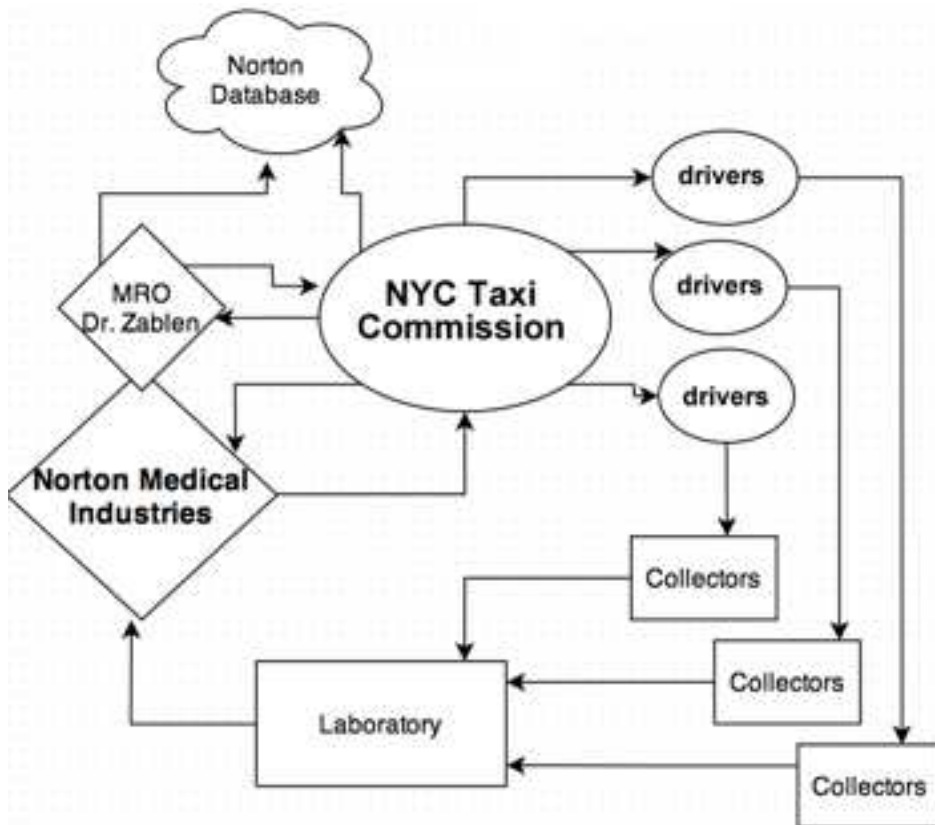 Norton
Database
drivers
drivers
NYC Taxi
Commission
MRO
Dr. Zablen
drivers
Norton Medical
Industries
Collectors
Collectors
Laboratory
Collectors